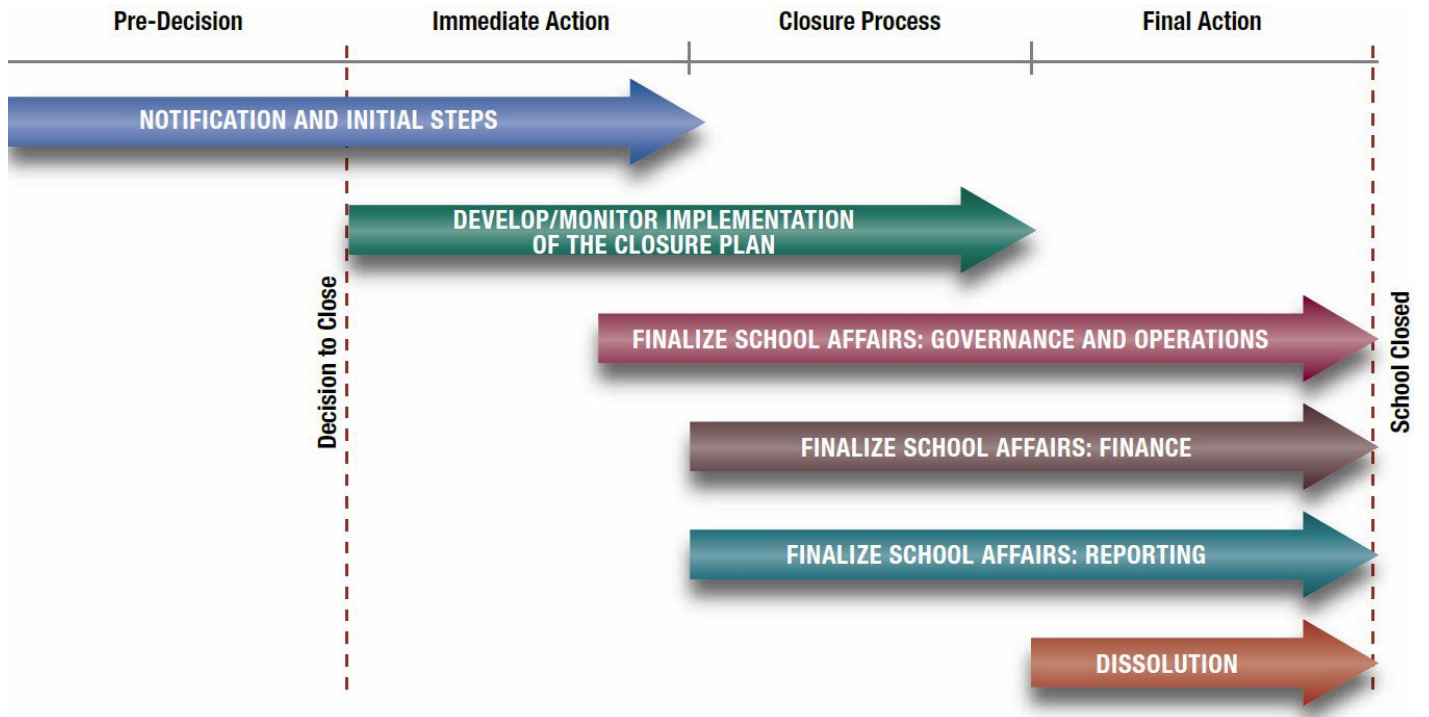 Pre-Decision
Immediate Action
Closure Process
Final Action
NOTIFICATION AND INITIAL STEPS
DEVELOP/MONITOR IMPLEMENTATION
OF THE CLOSURE PLAN
Decision to Close
FINALIZE SCHOOL AFFAIRS: GOVERNANCE AND OPERATIONS
School Closed
FINALIZE SCHOOL AFFAIRS: FINANCE
FINALIZE SCHOOL AFFAIRS: REPORTING
DISSOLUTION